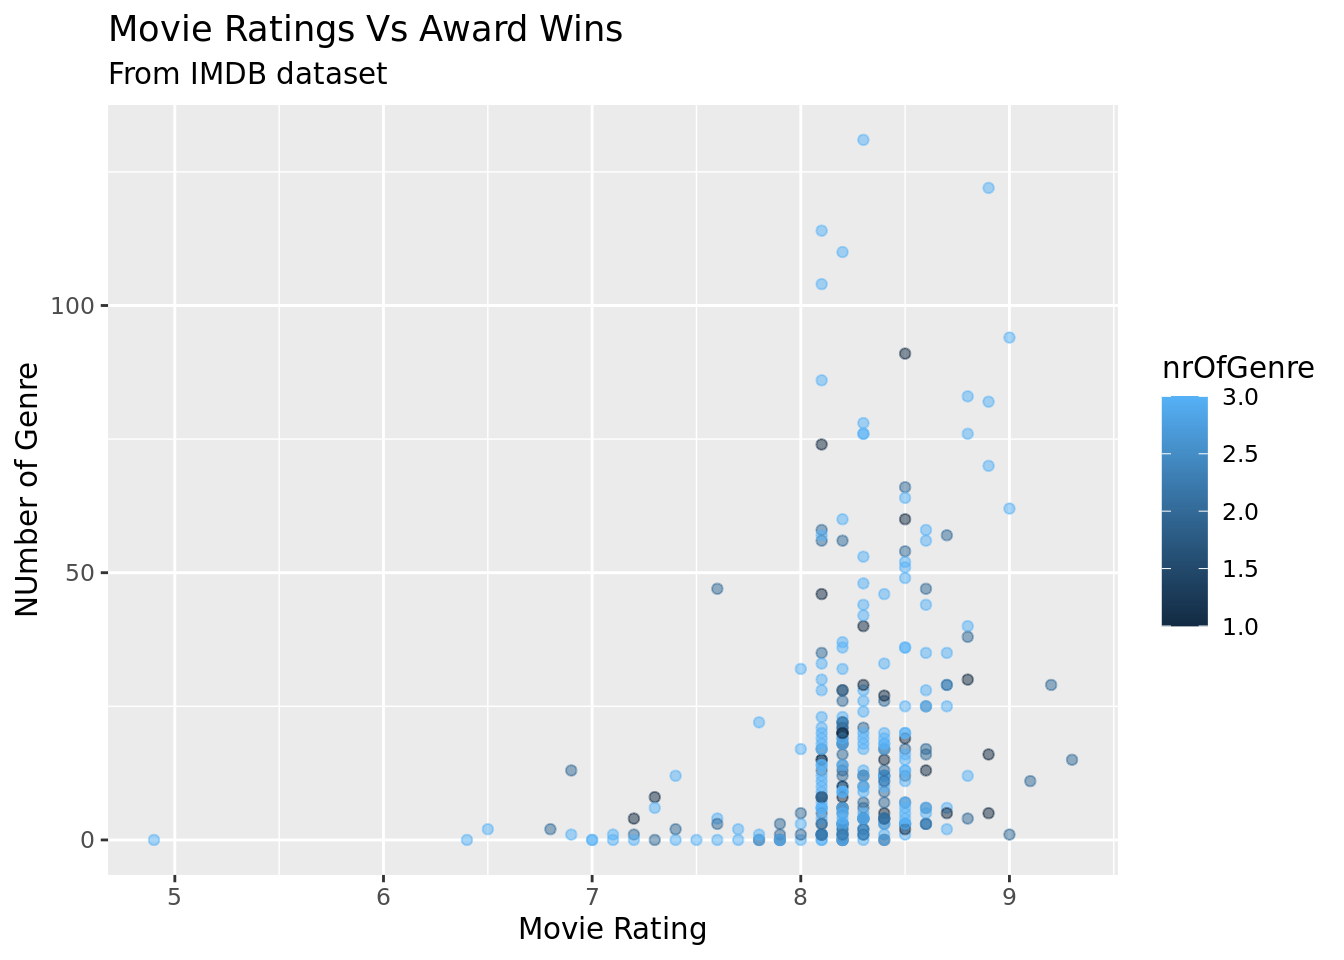 Movie Ratings Vs Award Wins
From IMDB dataset
NUmber of Genre
100
50
0
5 6 7 8 9
Movie Rating
nrOfGenre
3.0
2.5
2.0
1.5
1.0